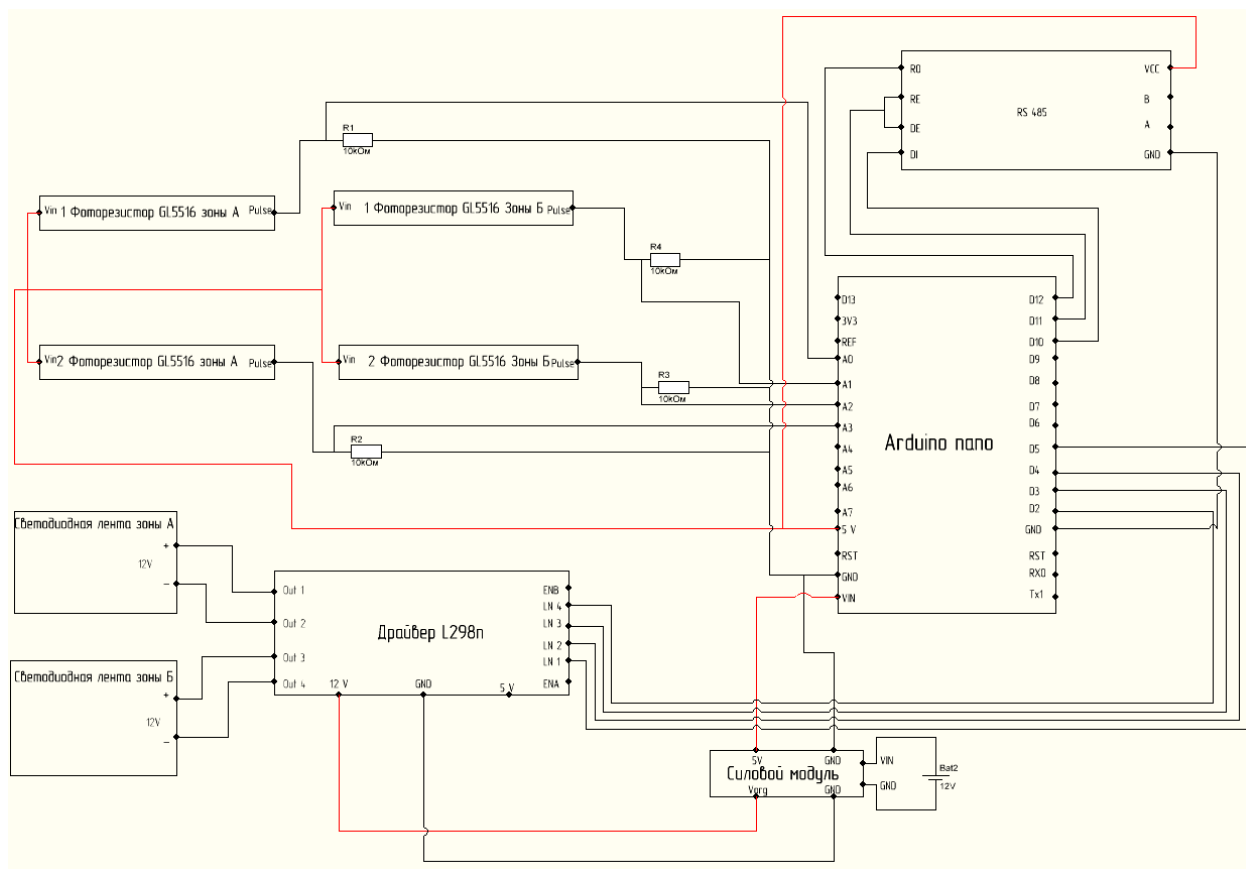 RO
RE
DE
DI
RS 485
VCC
B
A
GND
R1
10кОм
Vin 1 Фоторезистор GL5516 зоны А Pulse
Vin 1 Фоторезистор GL5516 Зоны Б Pulse
R4
10кОм
Vin 2 Фоторезистор GL5516 зоны А Pulse
Vin 2 Фоторезистор GL5516 Зоны Б Pulse
R3
10кОм
R2
10кОм
D13
3V3
REF
A0
A1
A2
A3
A4
A5
A6
A7
5 V
RST
GND
VIN
Arduino nano
D12
D11
D10
D9
D8
D7
D6
D5
D4
D3
D2
GND
RST
RX0
Tx1
Светодиодная лента зоны А
+
12V
−
Светодиодная лента зоны Б
+
12V
−
Out 1
Out 2
Out 3
Out 4
Драйвер L298n
ENB
LN 4
LN 3
LN 2
LN 1
ENA
12 V
GND
5 V
5V
GND
Силовой модуль
Vorg
GND
VIN
GND
Bat2
12V